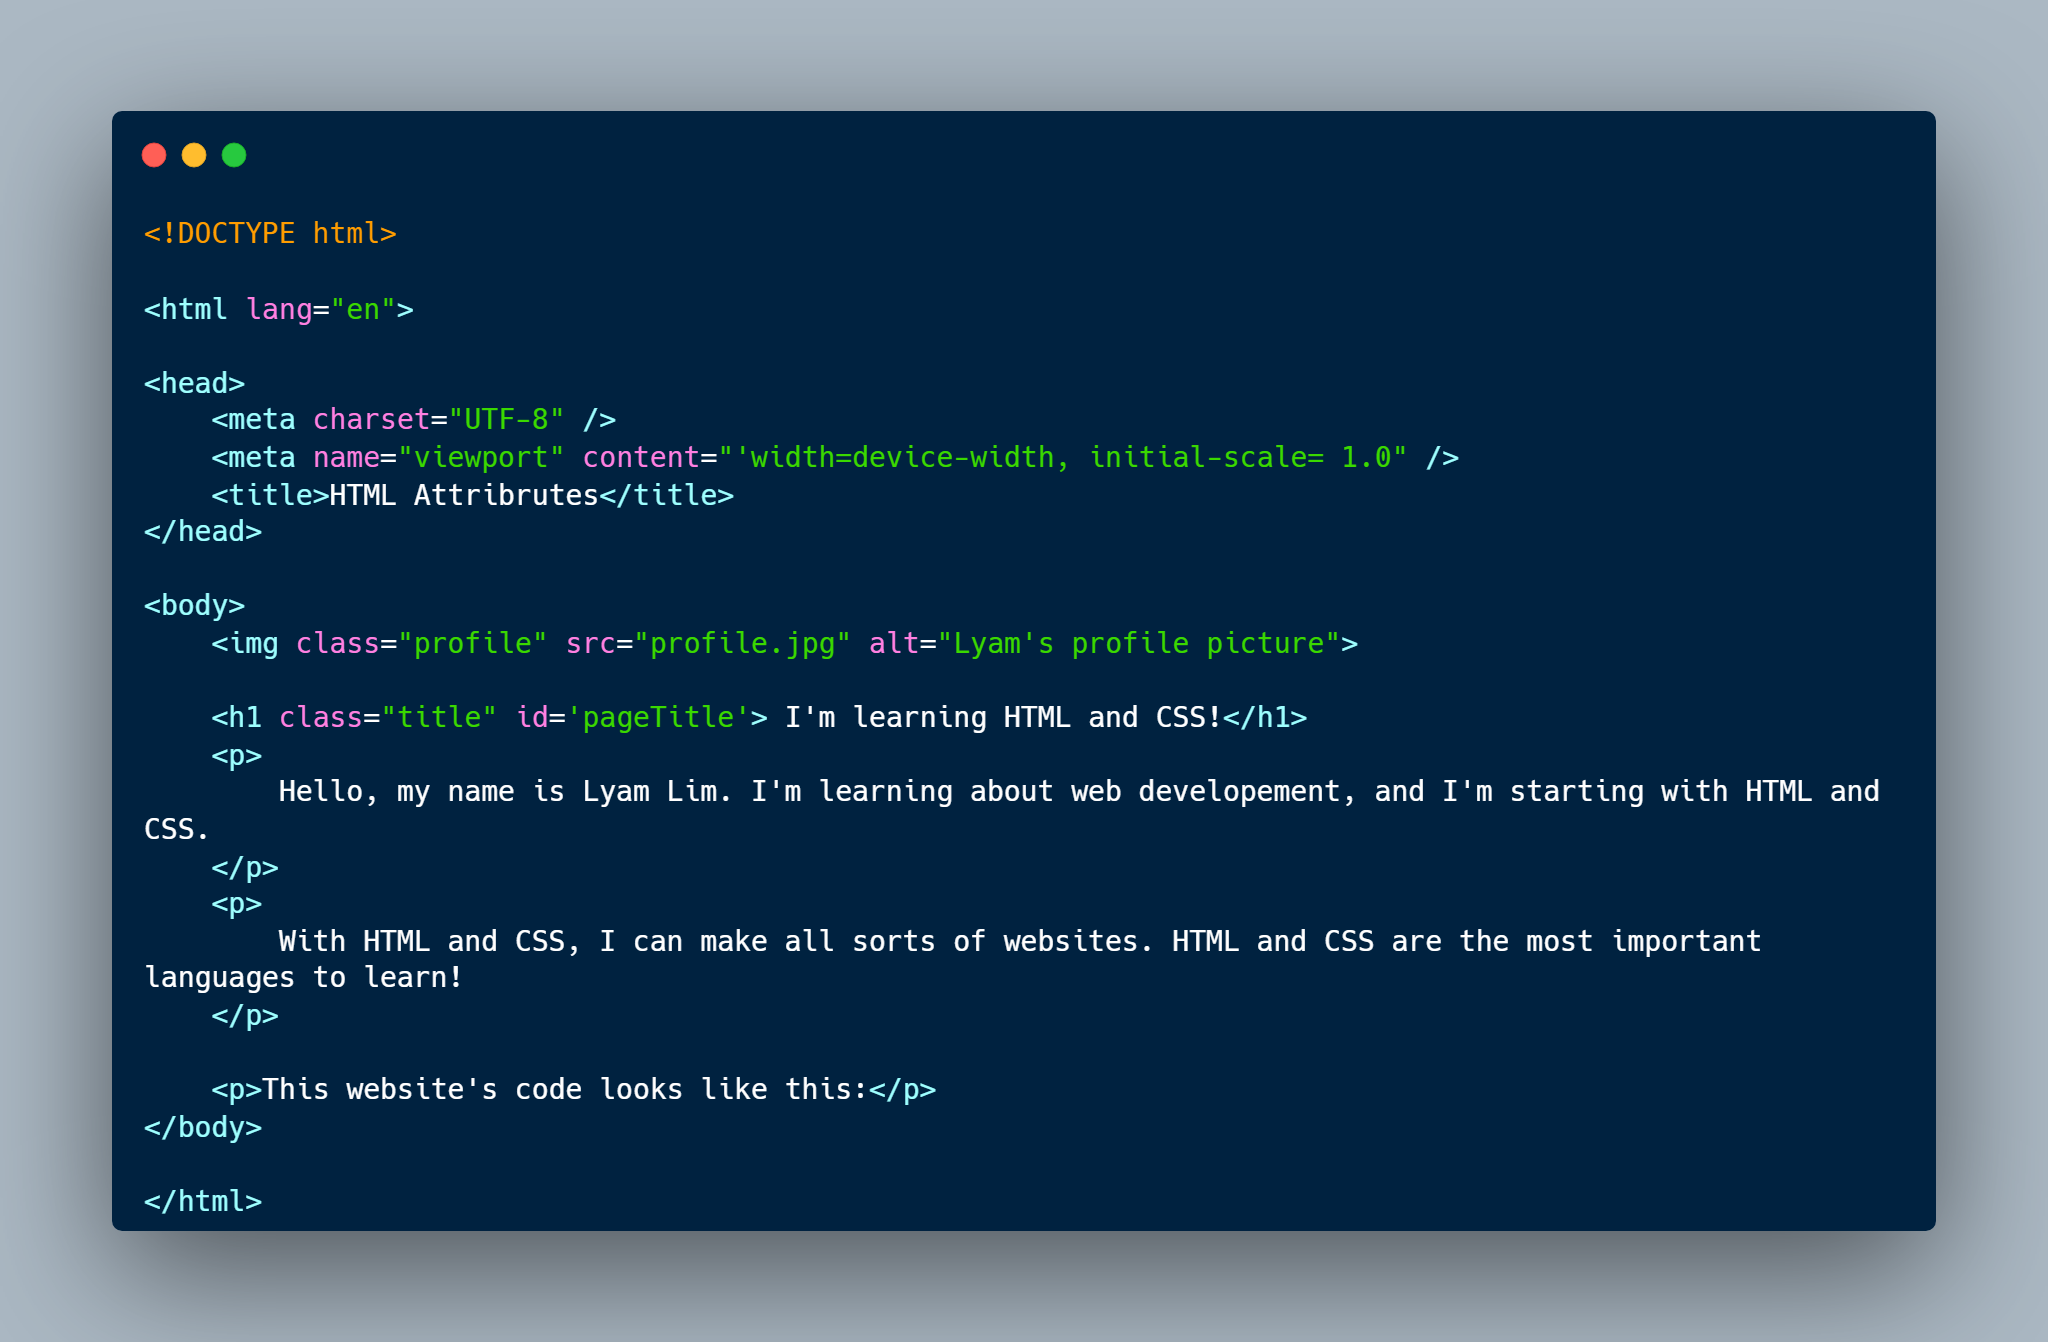 <!DOCTYPE html>
<html lang="en">
<head>
<meta charset="UTF-8" />
<meta name="viewport" content="'width=device-width, initial-scale= 1.0" />
<title>HTML Attribrutes</title>
</head>
<body>
<img class="profile" src="profile.jpg" alt="Lyam's profile picture">
<h1 class="title" id='pageTitle'> I'm learning HTML and CSS!</h1>
<p>
Hello, my name is Lyam Lim. I'm learning about web developement, and I'm starting with HTML and
CSS.
</p>
<p>
With HTML and CSS, I can make all sorts of websites. HTML and CSS are the most important
languages to learn!
</p>
<p>This website's code looks like this:</p>
</body>
</html>